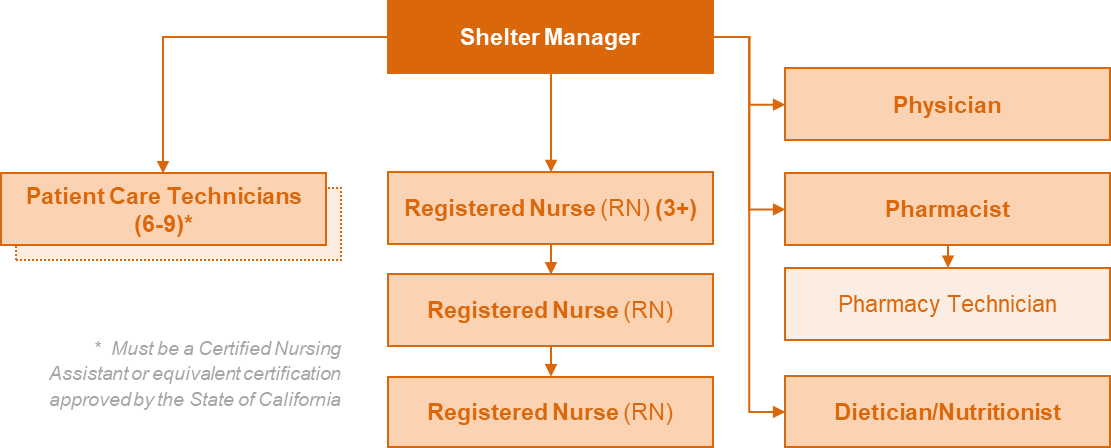 Shelter Manager
Physician
Patient Care Technicians
(6-9)*
Registered Nurse (RN) (3+)
Pharmacist
Registered Nurse (RN)
Pharmacy Technician
* Must be a Certified Nursing
Assistant or equivalent certification
approved by the State of California
Registered Nurse (RN)
Dietician/Nutritionist